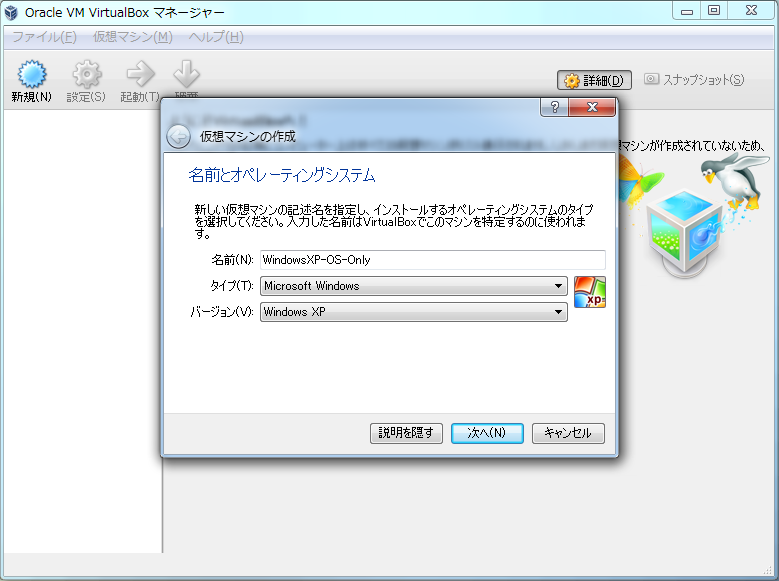 Oracle VM VirtualBox マネージャー
ファイル(F) 仮想マシン(M) ヘルプ(H)
新規(N) 設定(S) 起動(T)
詳細(D) スナップショット(S)
マシンが作成されていないため、
仮想マシンの作成
名前とオペレーティングシステム
新しい仮想マシンの記述名を指定し、インストールするオペレーティングシステムのタイプ
を選択してください。入力した名前はVirtualBoxでこのマシンを特定するのに使われま
す。
名前(N): WindowsXP-OS-Only
タイプ(T): Microsoft Windows
xp
バージョン(V): Windows XP
説明を隠す 次へ(N) キャンセル